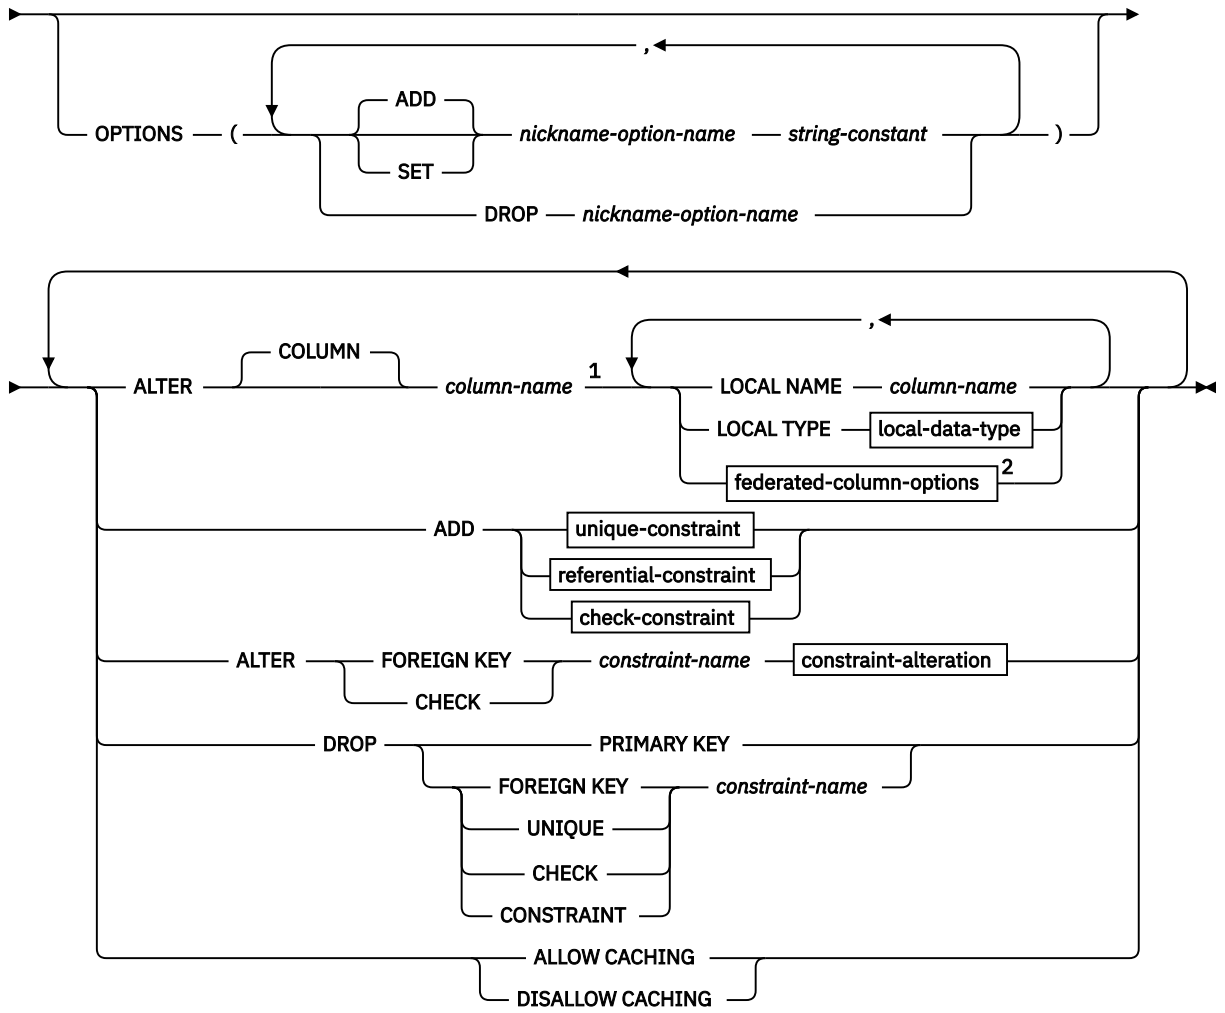 ,
ADD
OPTIONS ( nickname-option-name string-constant )
SET
DROP nickname-option-name
,
COLUMN
ALTER column-name 1 LOCAL NAME column-name
LOCAL TYPE local-data-type
federated-column-options 2
ADD unique-constraint
referential-constraint
check-constraint
ALTER FOREIGN KEY constraint-name constraint-alteration
CHECK
DROP PRIMARY KEY
FOREIGN KEY constraint-name
UNIQUE
CHECK
CONSTRAINT
ALLOW CACHING
DISALLOW CACHING